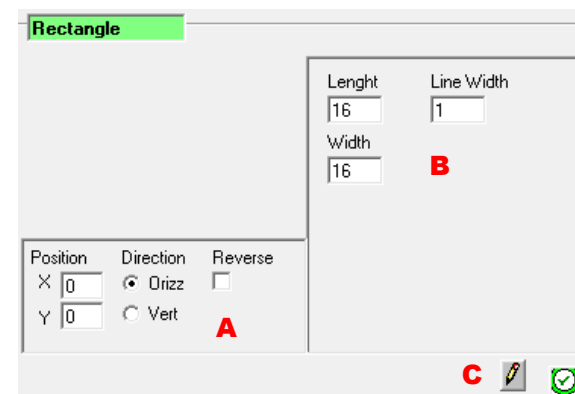 Rectangle
Lenght Line Width
16 1
Width
16
B
Position Direction Reverse
X 0 Orizz
Y 0 Vert
A
C